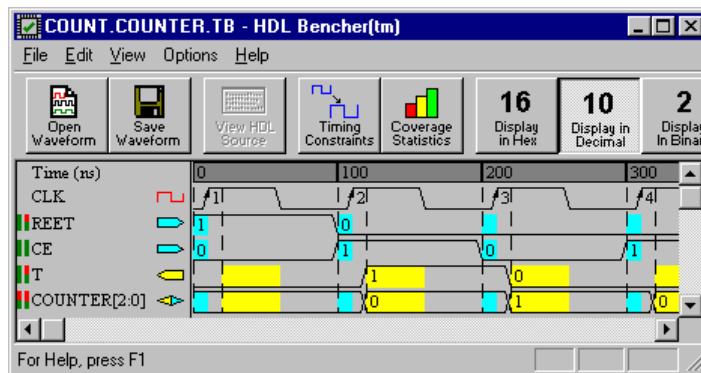 COUNT.COUNTER.TB - HDL Bencher(tm)
File Edit View Options Help
Open Waveform
Save Waveform
View HDL Source
Timing Constraints
Coverage Statistics
16 Display in Hex
10 Display in Decimal
2 Display In Binar
Time (ns) 0 100 200 300
CLK 1 2 3 4
REET 1 0
CE 0 1 0 1
T 1 0
COUNTER[2:0] 0 1 0
For Help, press F1